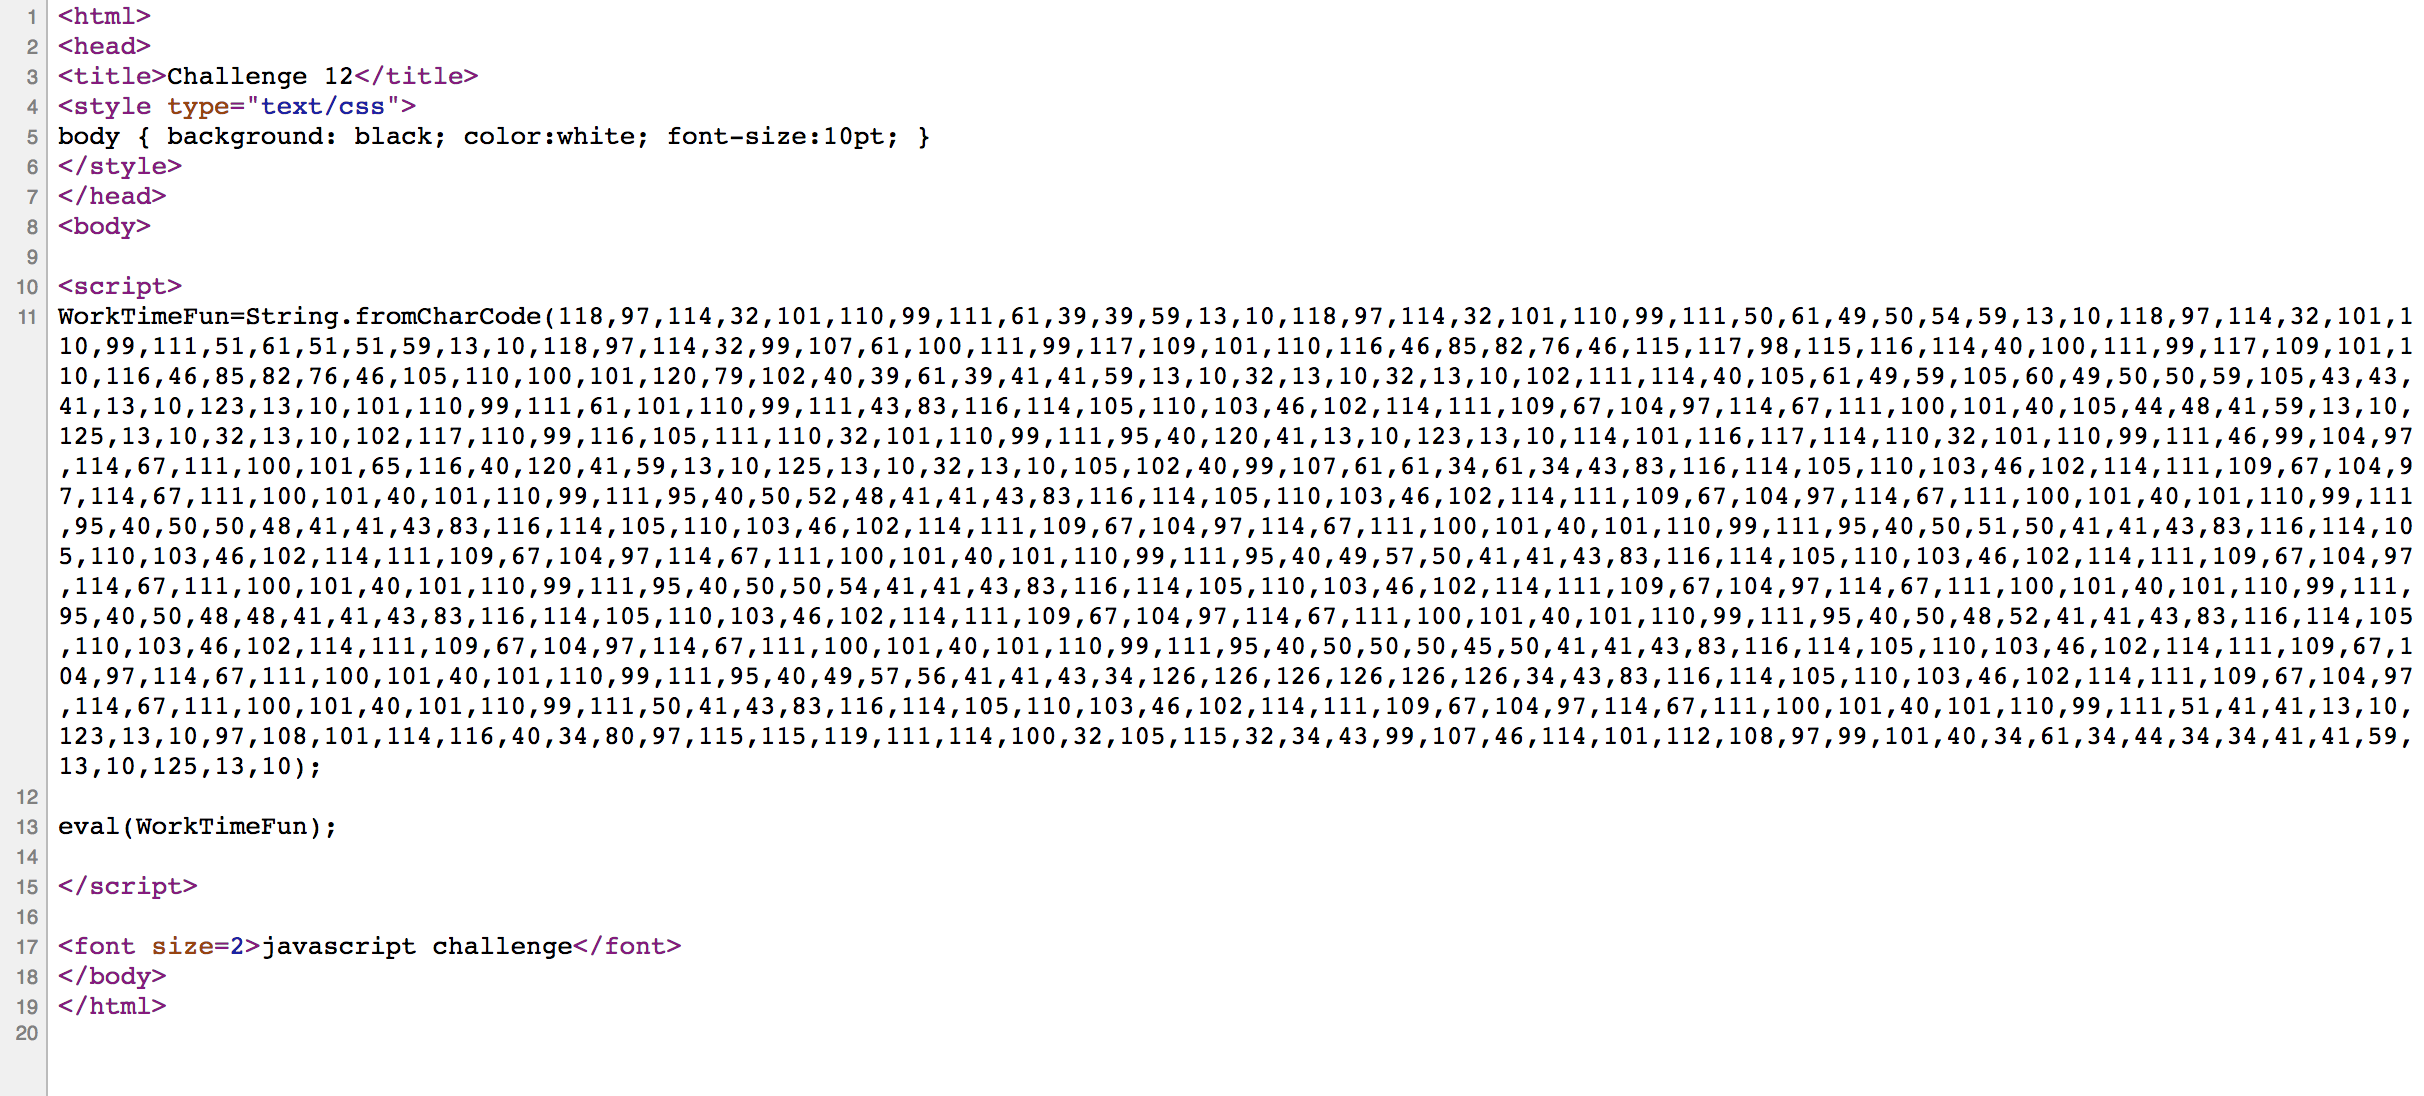 1 <html>
2 <head>
3 <title>Challenge 12</title>
4 <style type="text/css">
5 body { background: black; color:white; font-size:10pt; }
6 </style>
7 </head>
8 <body>
9
10 <script>
11 WorkTimeFun=String.fromCharCode(118,97,114,32,101,110,99,111,61,39,39,59,13,10,118,97,114,32,101,110,99,111,50,61,49,50,54,59,13,10,118,97,114,32,101,1
10,99,111,51,61,51,51,59,13,10,118,97,114,32,99,107,61,100,111,99,117,109,101,110,116,46,85,82,76,46,115,117,98,115,116,114,40,100,111,99,117,109,101,1
10,116,46,85,82,76,46,105,110,100,101,120,79,102,40,39,61,39,41,41,59,13,10,32,13,10,32,13,10,102,111,114,40,105,61,49,59,105,60,49,50,50,59,105,43,43,
41,13,10,123,13,10,101,110,99,111,61,101,110,99,111,43,83,116,114,105,110,103,46,102,114,111,109,67,104,97,114,67,111,100,101,40,105,44,48,41,59,13,10,
125,13,10,32,13,10,102,117,110,99,116,105,111,110,32,101,110,99,111,95,40,120,41,13,10,123,13,10,114,101,116,117,114,110,32,101,110,99,111,46,99,104,97
,114,67,111,100,101,65,116,40,120,41,59,13,10,125,13,10,32,13,10,105,102,40,99,107,61,61,34,61,34,43,83,116,114,105,110,103,46,102,114,111,109,67,104,9
7,114,67,111,100,101,40,101,110,99,111,95,40,50,52,48,41,41,43,83,116,114,105,110,103,46,102,114,111,109,67,104,97,114,67,111,100,101,40,101,110,99,111
,95,40,50,50,48,41,41,43,83,116,114,105,110,103,46,102,114,111,109,67,104,97,114,67,111,100,101,40,101,110,99,111,95,40,50,51,50,41,41,43,83,116,114,10
5,110,103,46,102,114,111,109,67,104,97,114,67,111,100,101,40,101,110,99,111,95,40,49,57,50,41,41,43,83,116,114,105,110,103,46,102,114,111,109,67,104,97
,114,67,111,100,101,40,101,110,99,111,95,40,50,50,54,41,41,43,83,116,114,105,110,103,46,102,114,111,109,67,104,97,114,67,111,100,101,40,101,110,99,111,
95,40,50,48,48,41,41,43,83,116,114,105,110,103,46,102,114,111,109,67,104,97,114,67,111,100,101,40,101,110,99,111,95,40,50,48,52,41,41,43,83,116,114,105
,110,103,46,102,114,111,109,67,104,97,114,67,111,100,101,40,101,110,99,111,95,40,50,50,50,45,50,41,41,43,83,116,114,105,110,103,46,102,114,111,109,67,1
04,97,114,67,111,100,101,40,101,110,99,111,95,40,49,57,56,41,41,43,34,126,126,126,126,126,126,34,43,83,116,114,105,110,103,46,102,114,111,109,67,104,97
,114,67,111,100,101,40,101,110,99,111,50,41,43,83,116,114,105,110,103,46,102,114,111,109,67,104,97,114,67,111,100,101,40,101,110,99,111,51,41,41,13,10,
123,13,10,97,108,101,114,116,40,34,80,97,115,115,119,111,114,100,32,105,115,32,34,43,99,107,46,114,101,112,108,97,99,101,40,34,61,34,44,34,34,41,41,59,
13,10,125,13,10);
12
13 eval(WorkTimeFun);
14
15 </script>
16
17 <font size=2>javascript challenge</font>
18 </body>
19 </html>
20